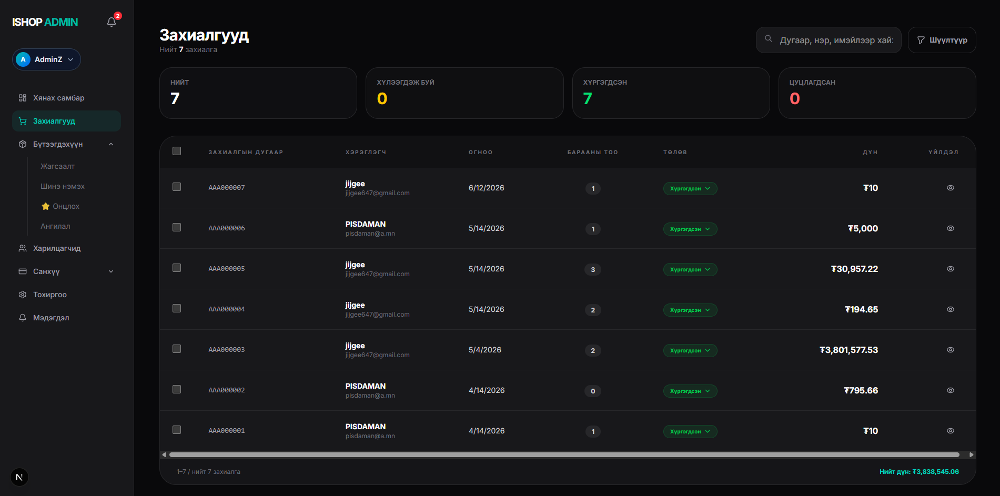 ISHOP ADMIN
2
A AdminZ
Хянах самбар
Захиалгууд
Бүтээгдэхүүн
Жагсаалт
Шинэ нэмэх
⭐ Онцлох
Ангилал
Харилцагчид
Санхүү
Тохиргоо
Мэдэгдэл
N
Захиалгууд
Нийт 7 захиалга
Дугаар, нэр, имэйлээр хай
Шүүлтүүр
НИЙТ
7
ХҮЛЭЭГДЭЖ БУЙ
0
ХҮРГЭГДСЭН
7
ЦУЦЛАГДСАН
0
ЗАХИАЛГЫН ДУГААР ХЭРЭГЛЭГЧ ОГНОО БАРААНЫ ТОО ТӨЛӨВ ДҮН ҮЙЛДЭЛ
AAA000007 jijgee 6/12/2026 1 Хүргэгдсэн ₮10
jijgee647@gmail.com
AAA000006 PISDAMAN 5/14/2026 1 Хүргэгдсэн ₮5,000
pisdaman@a.mn
AAA000005 jijgee 5/14/2026 3 Хүргэгдсэн ₮30,957.22
jijgee647@gmail.com
AAA000004 jijgee 5/14/2026 2 Хүргэгдсэн ₮194.65
jijgee647@gmail.com
AAA000003 jijgee 5/4/2026 2 Хүргэгдсэн ₮3,801,577.53
jijgee647@gmail.com
AAA000002 PISDAMAN 4/14/2026 0 Хүргэгдсэн ₮795.66
pisdaman@a.mn
AAA000001 PISDAMAN 4/14/2026 1 Хүргэгдсэн ₮10
pisdaman@a.mn
1–7 / нийт 7 захиалга
Нийт дүн: ₮3,838,545.06